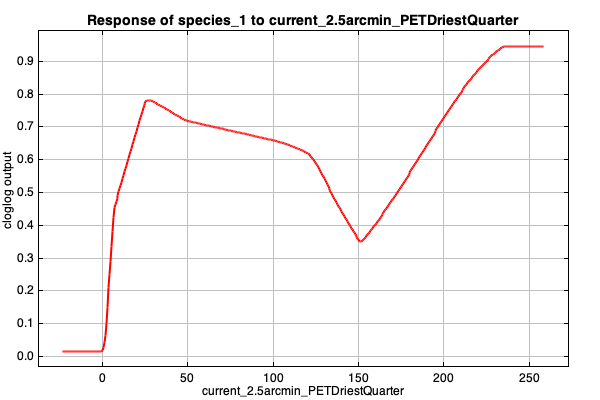 Response of species_1 to current_2.5arcmin_PETDriestQuarter
0.9
0.8
0.7
0.6
0.5
0.4
0.3
0.2
0.1
0.0
cloglog output
0 50 100 150 200 250
current_2.5arcmin_PETDriestQuarter